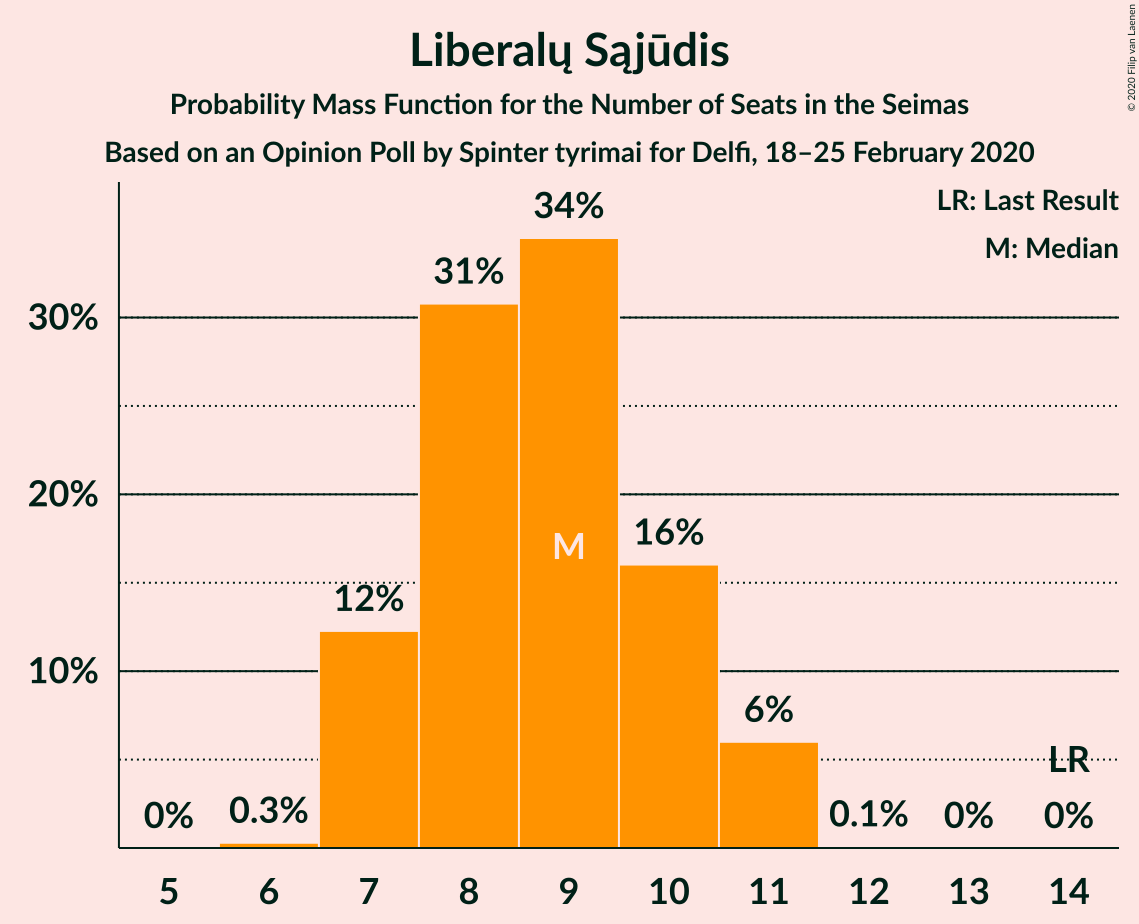 Liberalų Sąjūdis
Probability Mass Function for the Number of Seats in the Seimas
Based on an Opinion Poll by Spinter tyrimai for Delfi, 18–25 February 2020
© 2020 Filip van Laenen
LR: Last Result
M: Median
30%
20%
10%
0%
0.3%
12%
31%
34%
M
16%
6%
0.1%
0%
LR
0%
5 6 7 8 9 10 11 12 13 14